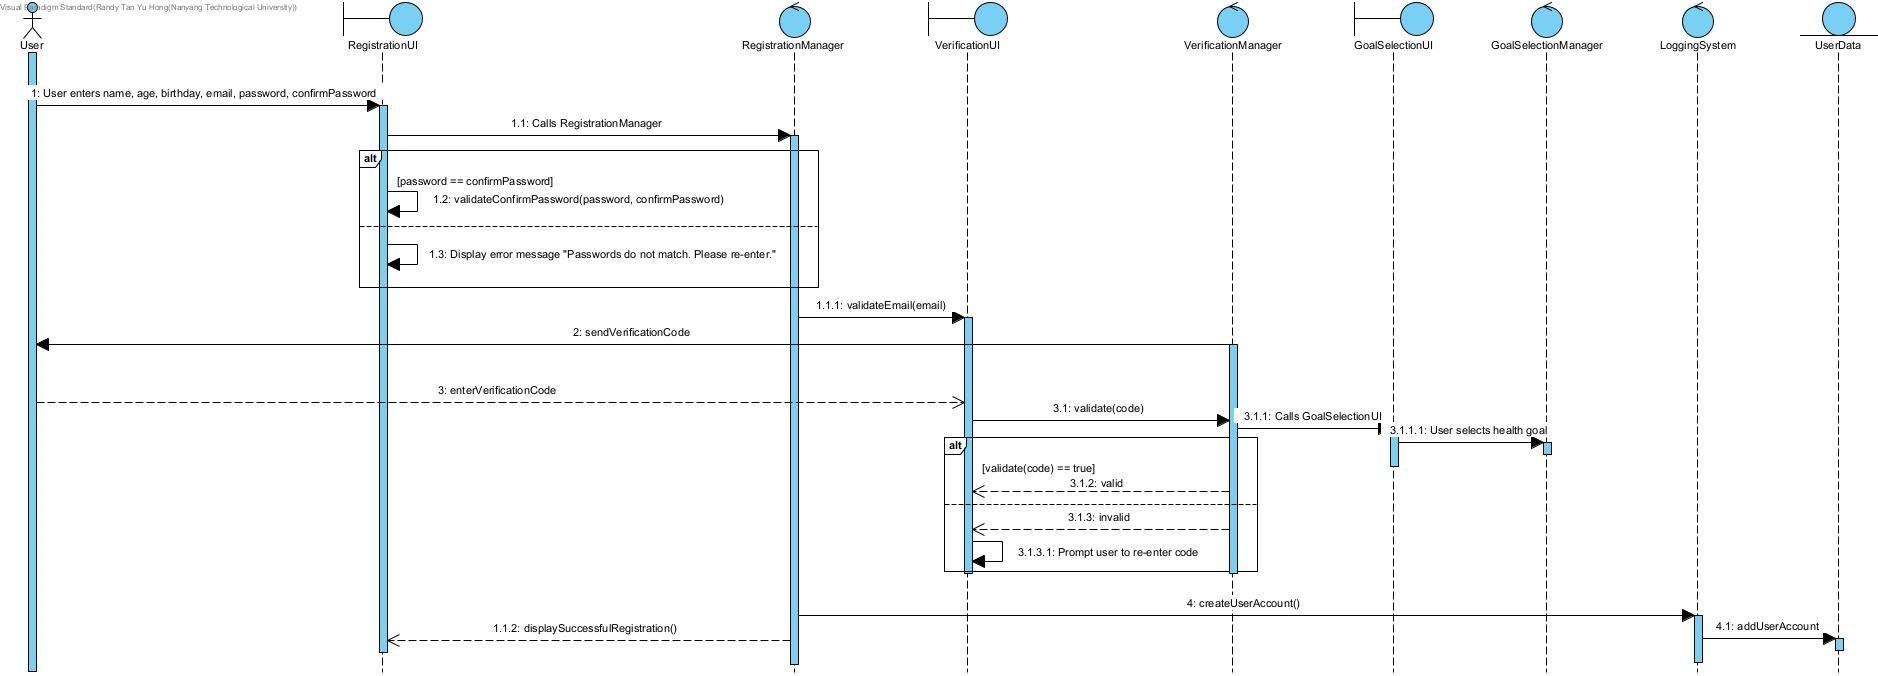 Visual Paradigm Standard(Randy Tan Yu Hong(Nanyang Technological University))
User
RegistrationUI
RegistrationManager
VerificationUI
VerificationManager
GoalSelectionUI
GoalSelectionManager
LoggingSystem
UserData
1: User enters name, age, birthday, email, password, confirmPassword
1.1: Calls RegistrationManager
alt
[password == confirmPassword]
1.2: validateConfirmPassword(password, confirmPassword)
1.3: Display error message "Passwords do not match. Please re-enter."
1.1.1: validateEmail(email)
2: sendVerificationCode
3: enterVerificationCode
3.1: validate(code)
3.1.1: Calls GoalSelectionUI
3.1.1.1: User selects health goal
alt
[validate(code) == true]
3.1.2: valid
3.1.3: invalid
3.1.3.1: Prompt user to re-enter code
4: createUserAccount()
1.1.2: displaySuccessfulRegistration()
4.1: addUserAccount